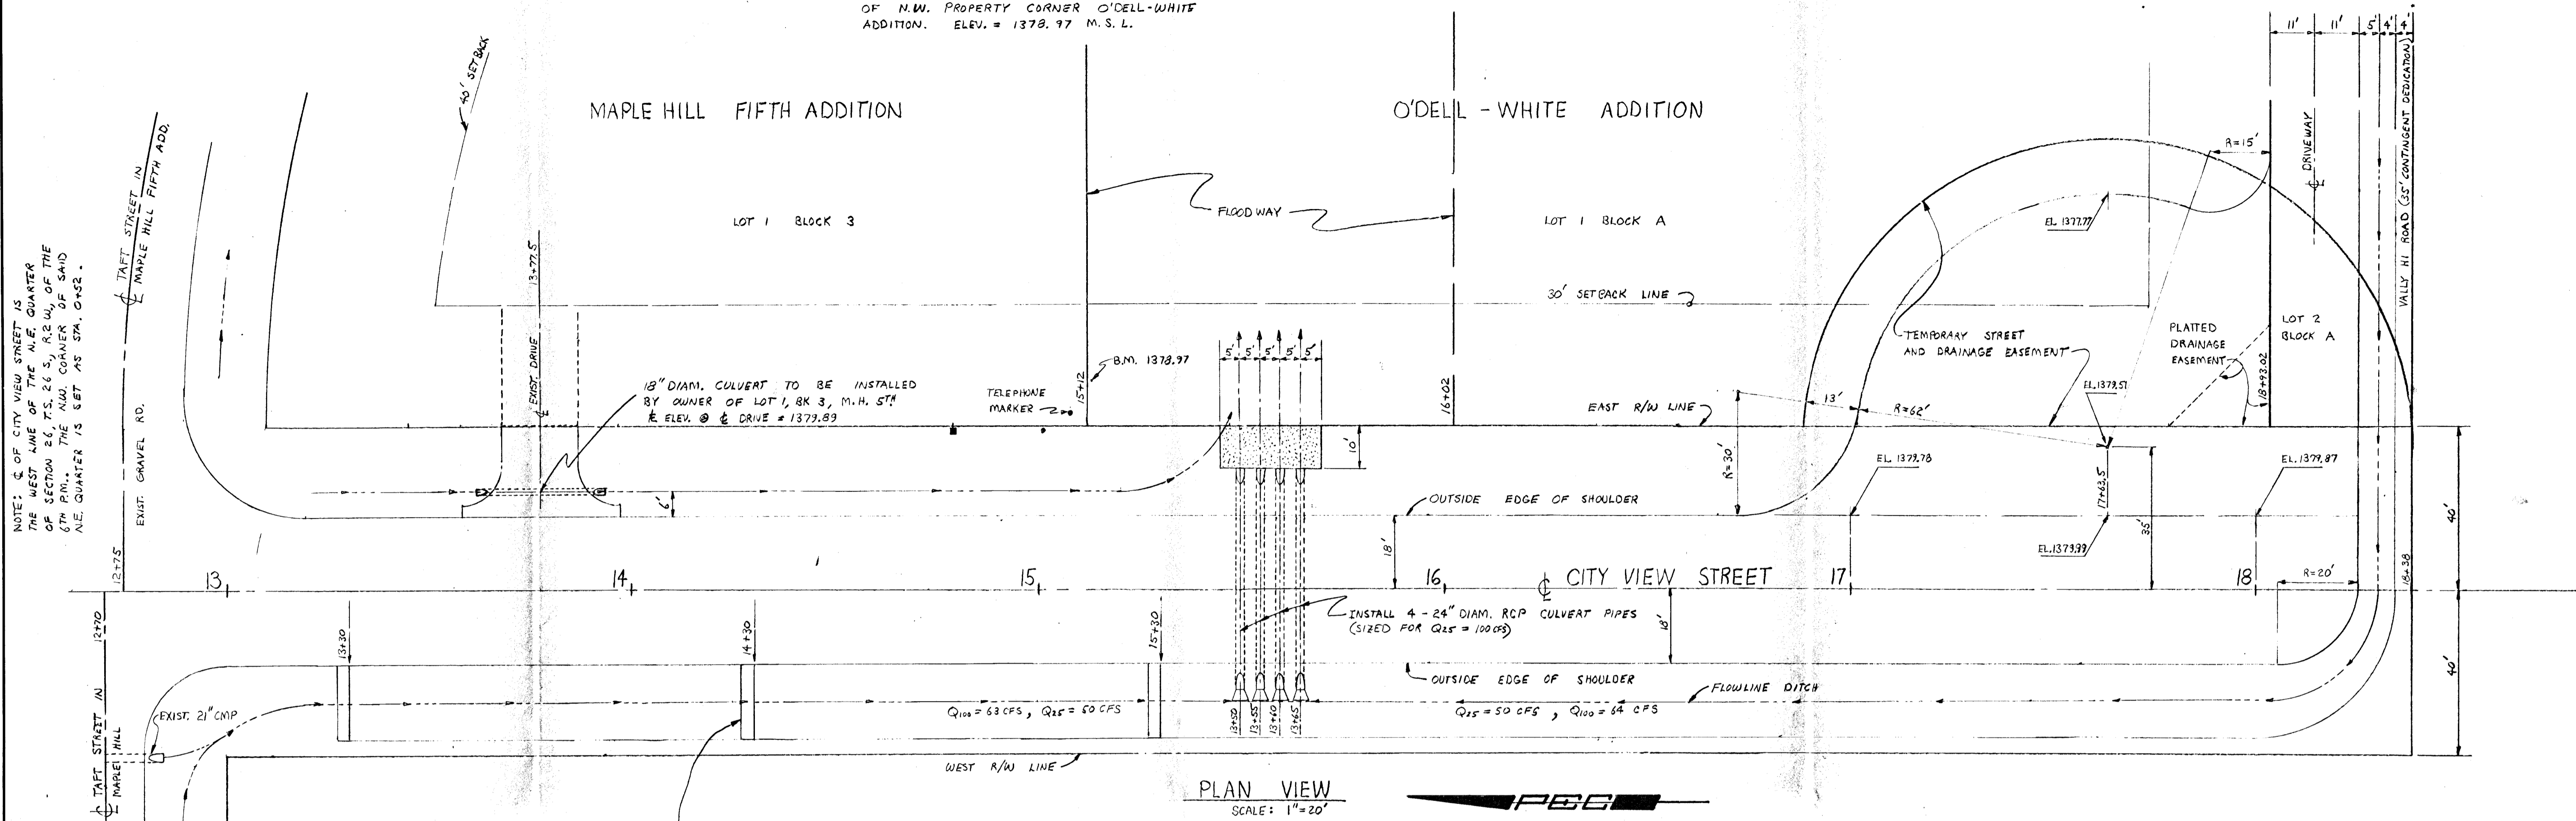 OF N.W. PROPERTY CORNER O'DELL-WHITE
ADDITION. ELEV. = 1378.97 M.S.L.
40' SETBACK
MAPLE HILL FIFTH ADDITION
O'DELL - WHITE ADDITION
11'
11'
5'
4'
4'
VALLY HI ROAD (35' CONTINGENT DEDICATION)
℄ DRIVEWAY
R=15'
℄ TAFT STREET IN
MAPLE HILL FIFTH ADD.
LOT 1 BLOCK 3
FLOODWAY
LOT 1 BLOCK A
EL. 1377.77
NOTE: ℄ OF CITY VIEW STREET IS
THE WEST LINE OF THE N.E. QUARTER
OF SECTION 26, T.S. 26 S., R.2 W, OF THE
6TH P.M.. THE N.W. CORNER OF SAID
N.E. QUARTER IS SET AS STA. 0+52.
13+77.5
EXIST. DRIVE
℄
30' SETBACK LINE
TEMPORARY STREET
AND DRAINAGE EASEMENT
PLATTED
DRAINAGE
EASEMENT
LOT 2
BLOCK A
18+93.02
5'
5'
5'
5'
5'
B.M. 1378.97
15+12
16+02
18" DIAM. CULVERT TO BE INSTALLED
BY OWNER OF LOT 1, BK 3, M.H. 5TH
℄ ELEV. @ ℄ DRIVE = 1379.89
TELEPHONE
MARKER
EAST R/W LINE
13'
R=62'
EL. 1379.57
EXIST. GRAVEL RD.
10'
R=30'
EL. 1379.78
EL. 1379.87
6'
OUTSIDE EDGE OF SHOULDER
17+63.5
35'
18'
EL. 1379.99
40'
12+75
13
14
15
16
℄ CITY VIEW STREET
17
18
R=20'
18+38
12+70
13+30
14+30
15+30
INSTALL 4 - 24" DIAM. RCP CULVERT PIPES
(SIZED FOR Q25 = 100 CFS)
18'
40'
OUTSIDE EDGE OF SHOULDER
FLOWLINE DITCH
EXIST. 21" CMP
Q100 = 63 CFS, Q25 = 50 CFS
Q25 = 50 CFS, Q100 = 64 CFS
13+50
13+55
13+60
13+65
℄ TAFT STREET IN
MAPLE HILL
WEST R/W LINE
PLAN VIEW
SCALE: 1"=20'
PEC